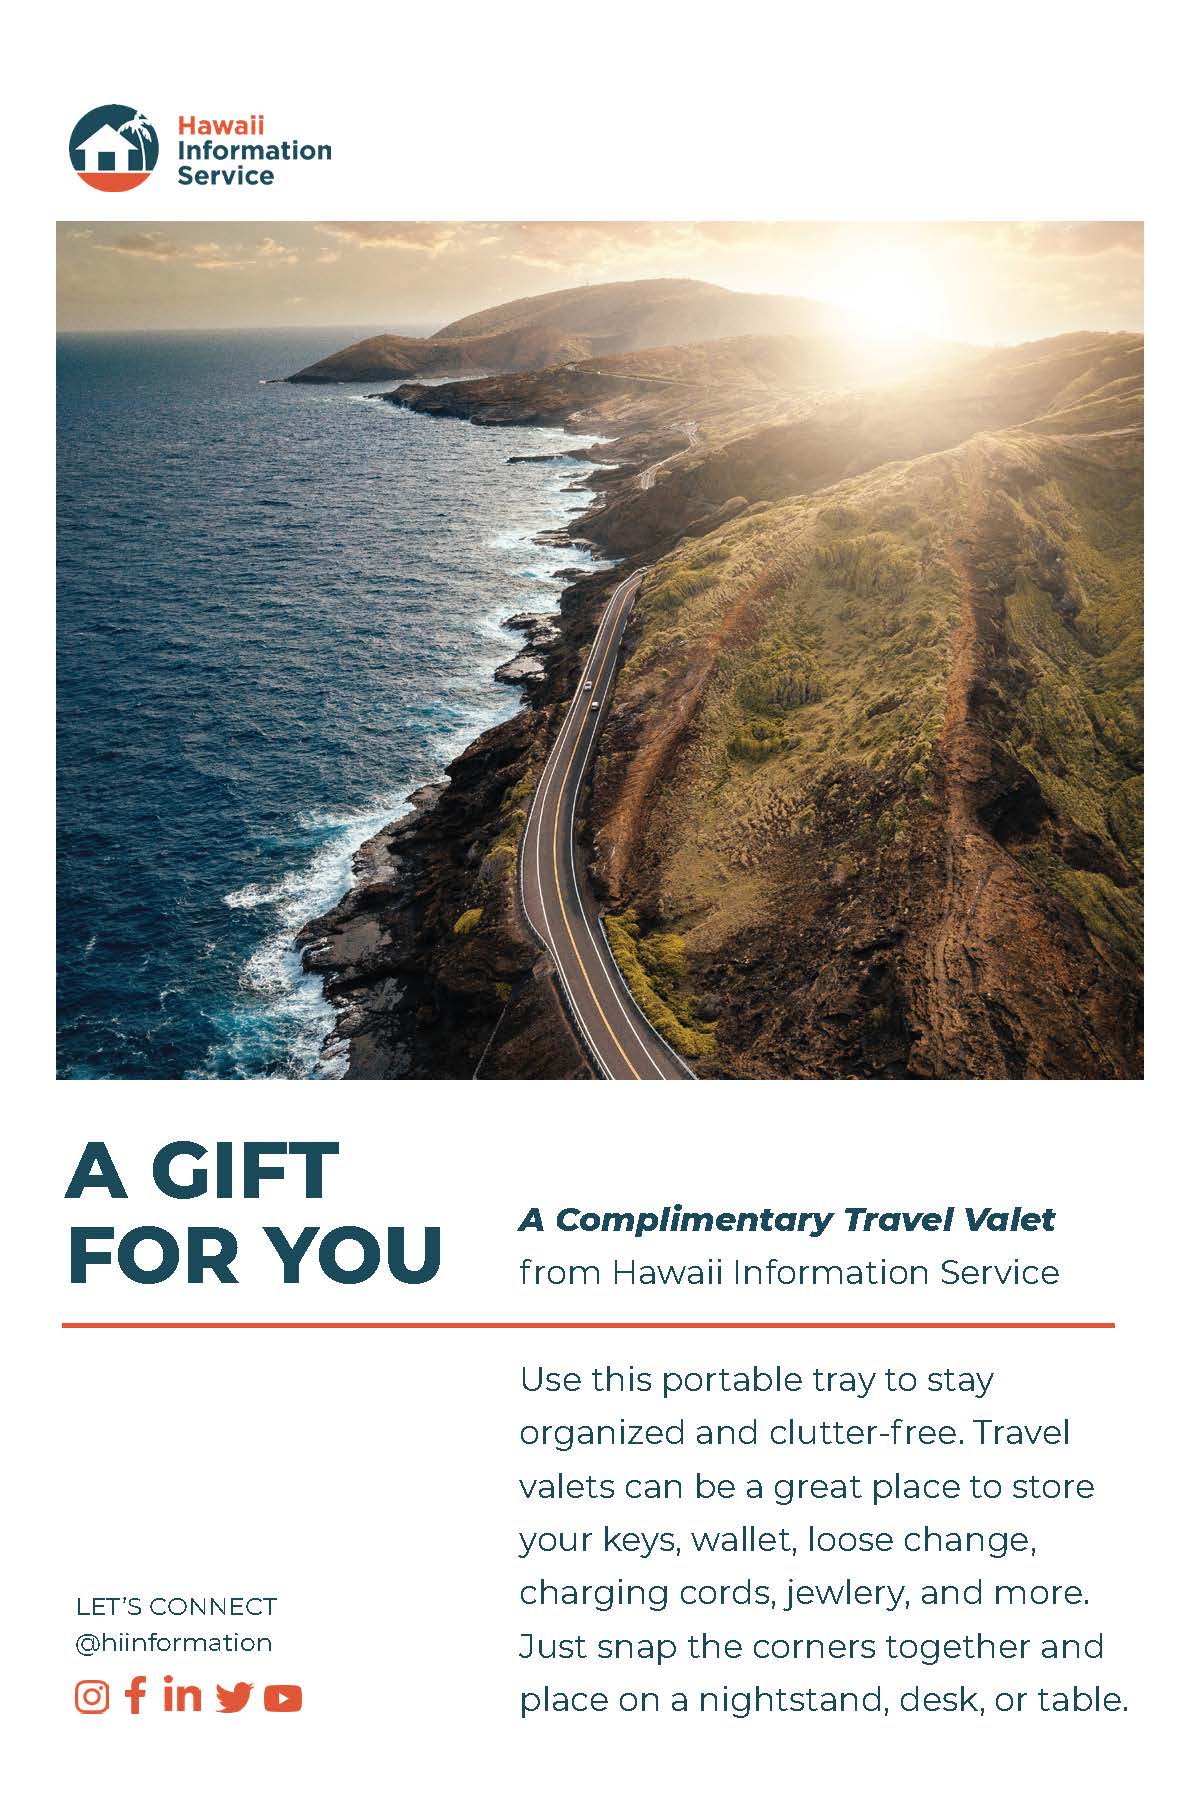 Hawaii
Information
Service
A GIFT
FOR YOU
A Complimentary Travel Valet
from Hawaii Information Service
Use this portable tray to stay
organized and clutter-free. Travel
valets can be a great place to store
your keys, wallet, loose change,
charging cords, jewlery, and more.
Just snap the corners together and
place on a nightstand, desk, or table.
LET'S CONNECT
@hiinformation